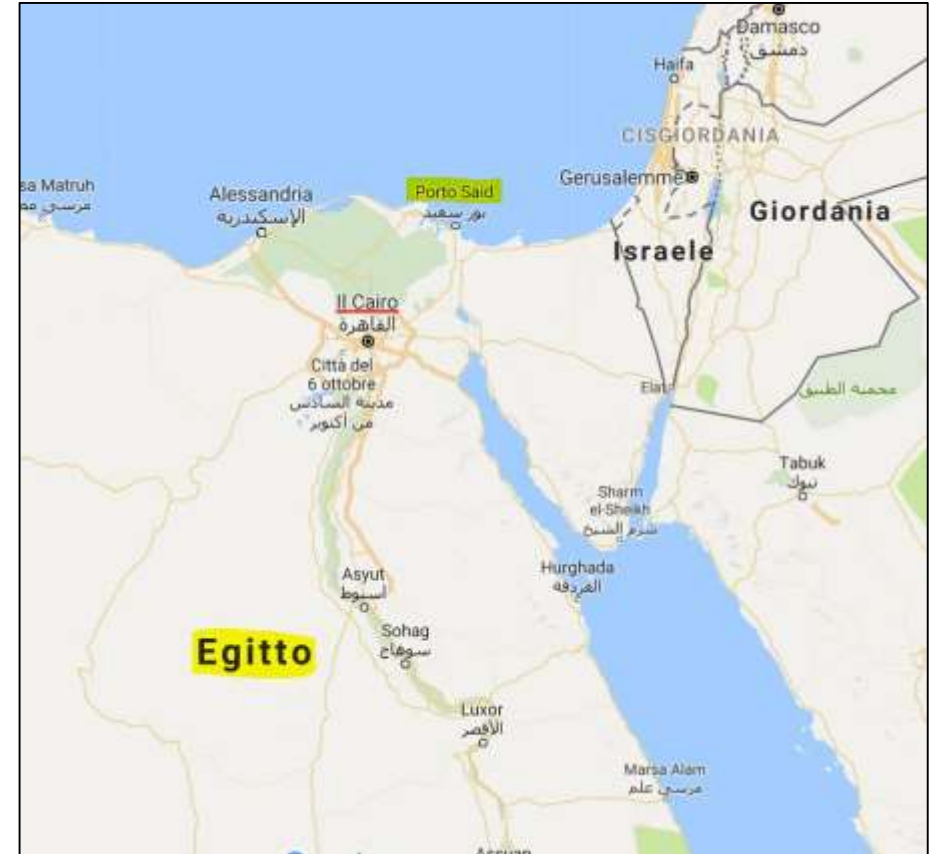 Damasco
دمشق
Haifa
CISGIORDANIA
sa Matruh
Alessandria
الإسكندرية
Porto Said
بور سعيد
Gerusalemme
Giordania
Israele
Il Cairo
القاهرة
Città del
6 ottobre
مدينة السادس
من أكتوبر
Elat
محمية الطبيق
Tabuk
تبوك
Sharm
el-Sheikh
شرم الشيخ
Hurghada
الغردقة
Asyut
أسيوط
Sohag
سوهاج
Egitto
Luxor
الأقصر
Marsa Alam
مرسى علم